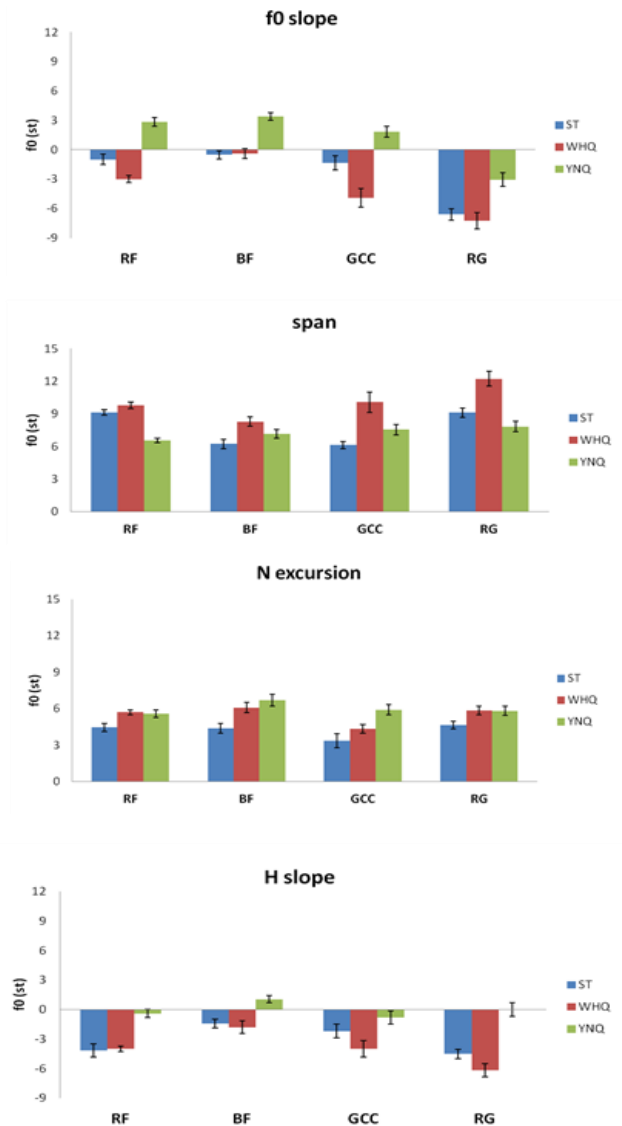 f0 slope
12
9
6
3
0
-3
-6
-9
f0 (st)
RF BF GCC RG
ST
WHQ
YNQ
span
15
12
9
6
3
0
f0 (st)
RF BF GCC RG
ST
WHQ
YNQ
N excursion
15
12
9
6
3
0
f0 (st)
RF BF GCC RG
ST
WHQ
YNQ
H slope
12
9
6
3
0
-3
-6
-9
f0 (st)
RF BF GCC RG
ST
WHQ
YNQ